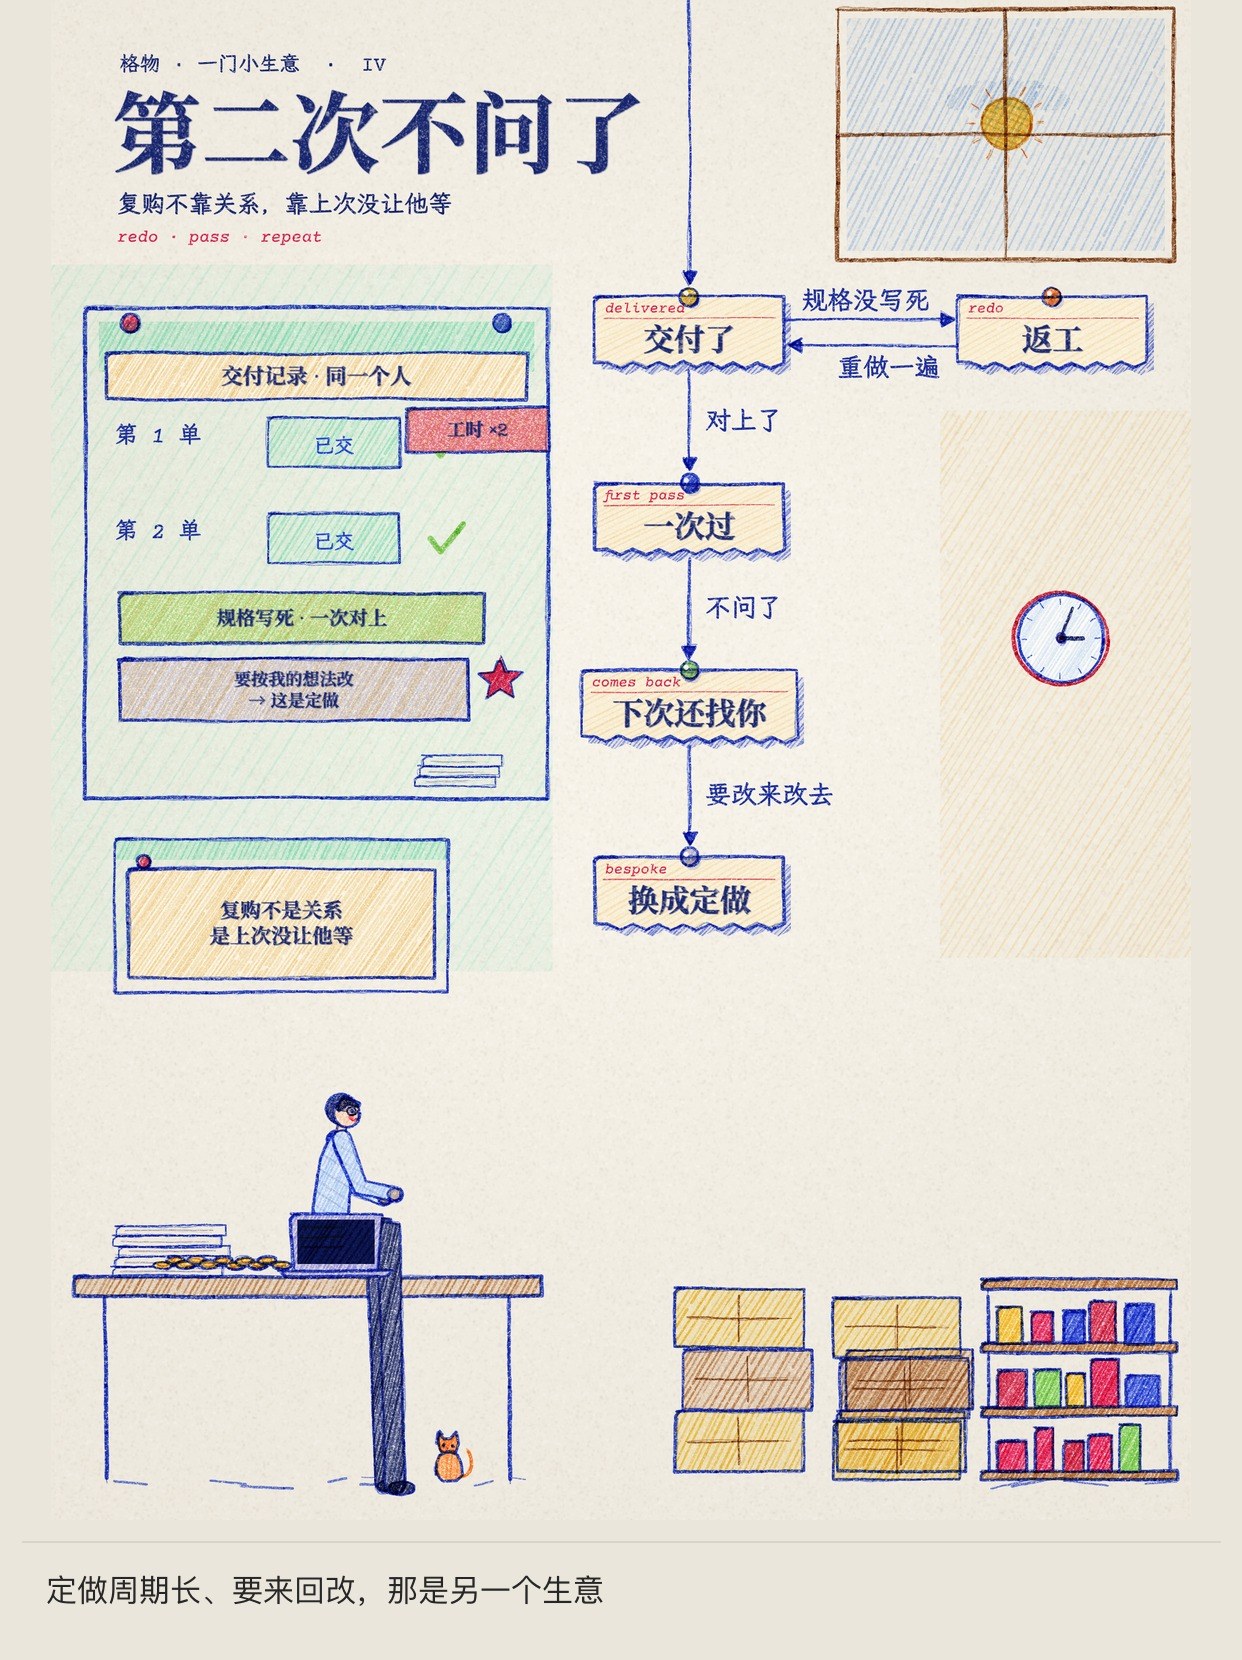 格物 · 一门小生意 · IV
第二次不问了
复购不靠关系，靠上次没让他等
redo · pass · repeat
交付记录 · 同一个人
第 1 单
已交
工时 ×2
第 2 单
已交
规格写死 · 一次对上
要按我的想法改
→ 这是定做
复购不是关系
是上次没让他等
delivered
交付了
规格没写死
重做一遍
redo
返工
对上了
first pass
一次过
不问了
comes back
下次还找你
要改来改去
bespoke
换成定做
定做周期长、要来回改，那是另一个生意